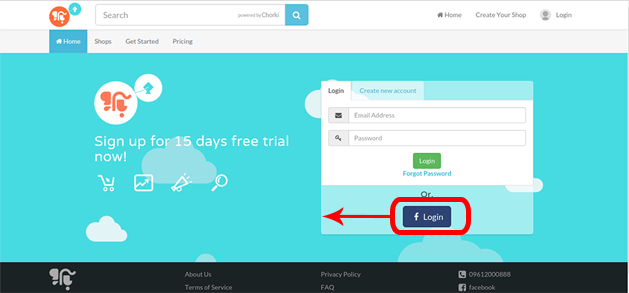 Search
powered by Chorki
Home
Create Your Shop
Login
Home
Shops
Get Started
Pricing
Login
Create new account
Email Address
Sign up for 15 days free trial
now!
Password
Login
Forgot Password
Or,
f Login
About Us
Privacy Policy
09612000888
Terms of Service
FAQ
facebook